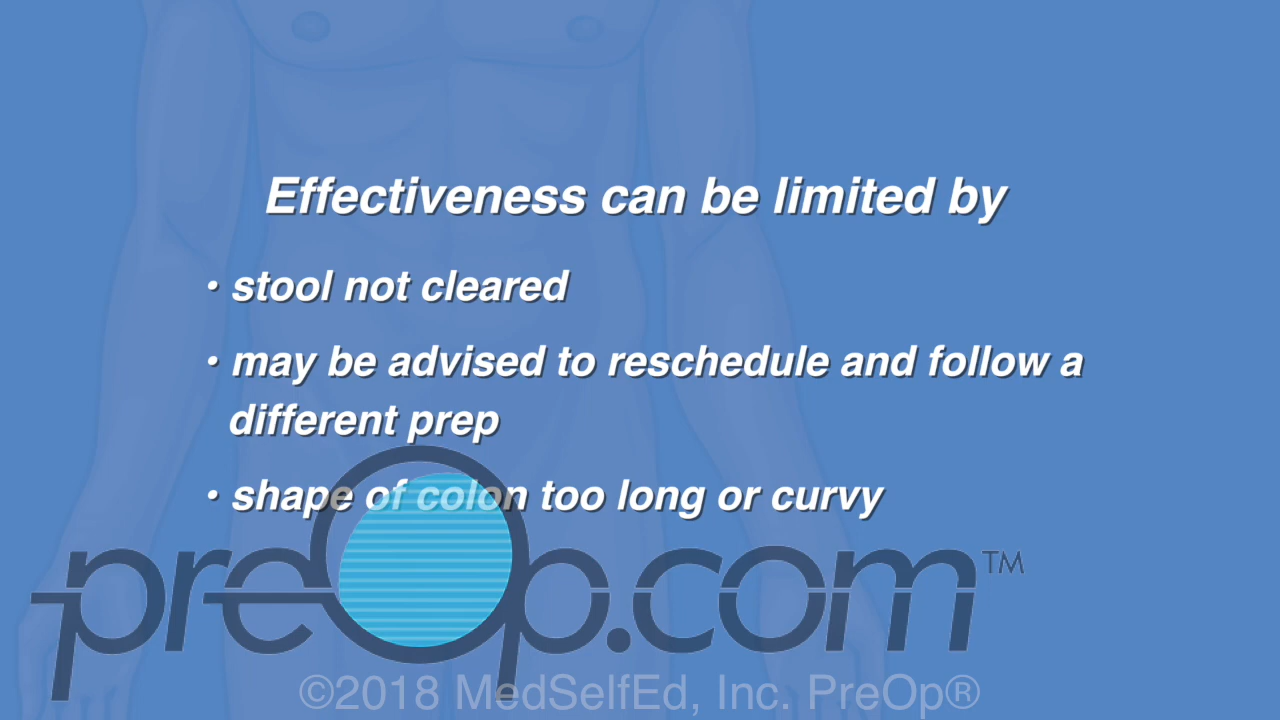 Effectiveness can be limited by
• stool not cleared
• may be advised to reschedule and follow a
different prep
• shape of colon too long or curvy
preOp.com™
©2018 MedSelfEd, Inc. PreOp®